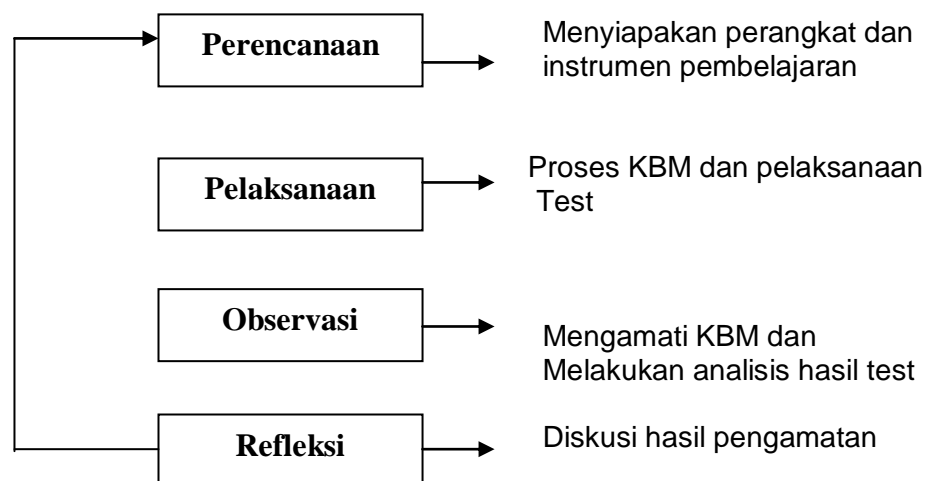 Perencanaan
Menyiapakan perangkat dan
instrumen pembelajaran
Pelaksanaan
Proses KBM dan pelaksanaan
Test
Observasi
Mengamati KBM dan
Melakukan analisis hasil test
Refleksi
Diskusi hasil pengamatan